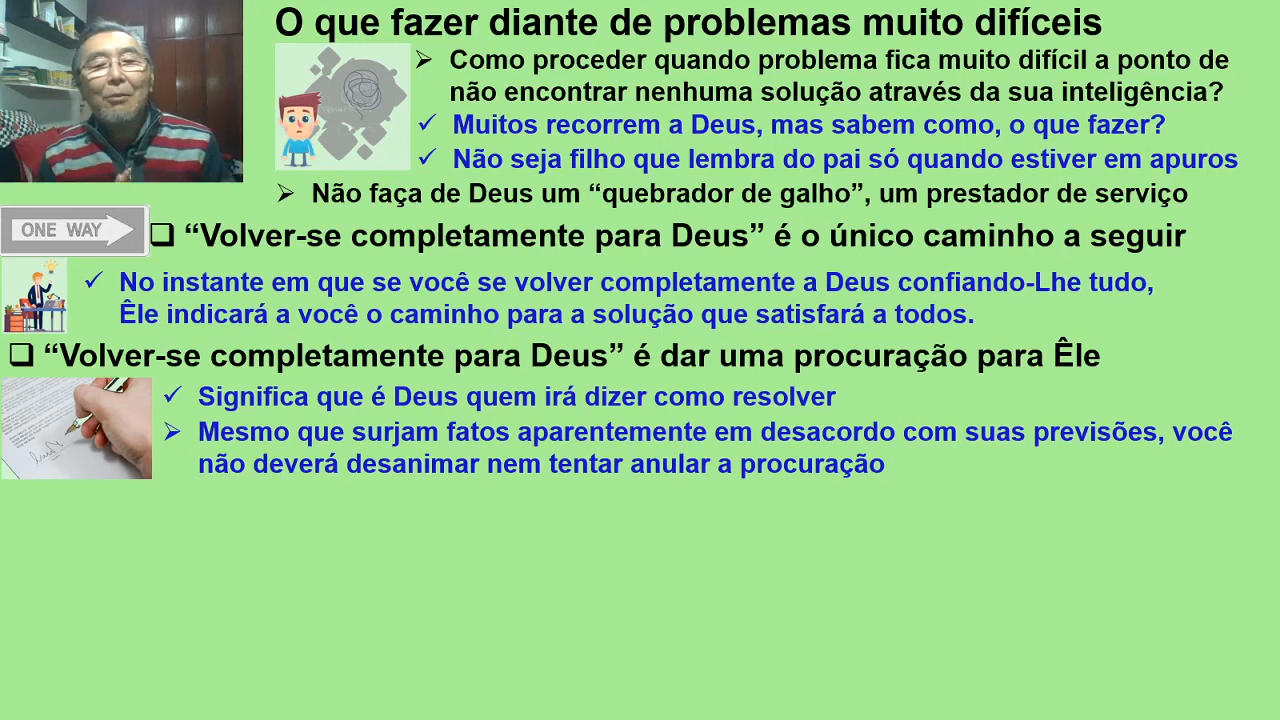 O que fazer diante de problemas muito difíceis
➢ Como proceder quando problema fica muito difícil a ponto de
não encontrar nenhuma solução através da sua inteligência?
✓ Muitos recorrem a Deus, mas sabem como, o que fazer?
✓ Não seja filho que lembra do pai só quando estiver em apuros
➢ Não faça de Deus um “quebrador de galho”, um prestador de serviço
ONE WAY
❑ “Volver-se completamente para Deus” é o único caminho a seguir
✓ No instante em que se você se volver completamente a Deus confiando-Lhe tudo,
Êle indicará a você o caminho para a solução que satisfará a todos.
❑ “Volver-se completamente para Deus” é dar uma procuração para Êle
✓ Significa que é Deus quem irá dizer como resolver
➢ Mesmo que surjam fatos aparentemente em desacordo com suas previsões, você
não deverá desanimar nem tentar anular a procuração